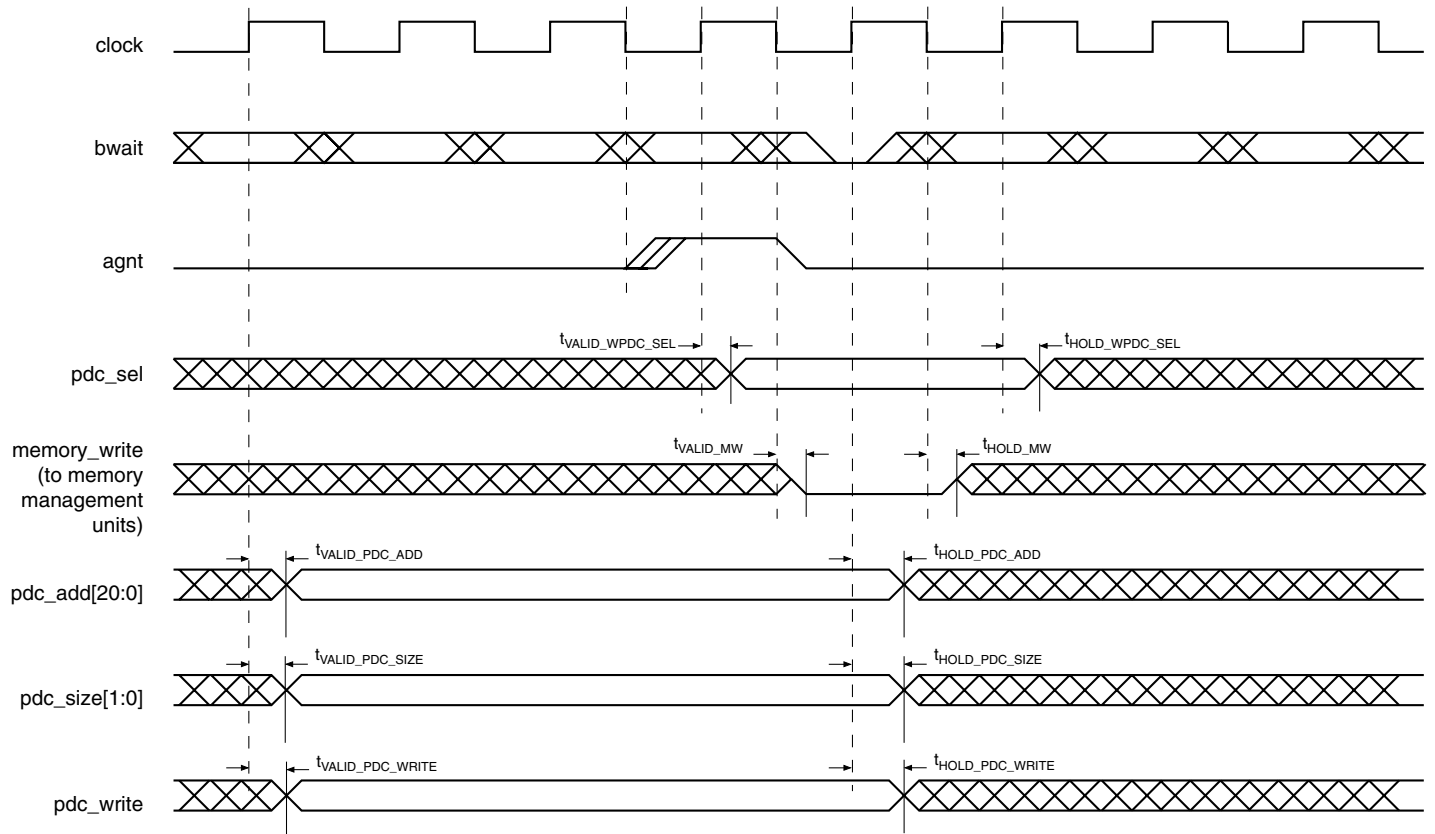 clock
bwait
agnt
tVALID_WPDC_SEL
tHOLD_WPDC_SEL
pdc_sel
memory_write
(to memory
management
units)
tVALID_MW
tHOLD_MW
tVALID_PDC_ADD
tHOLD_PDC_ADD
pdc_add[20:0]
tVALID_PDC_SIZE
tHOLD_PDC_SIZE
pdc_size[1:0]
tVALID_PDC_WRITE
tHOLD_PDC_WRITE
pdc_write